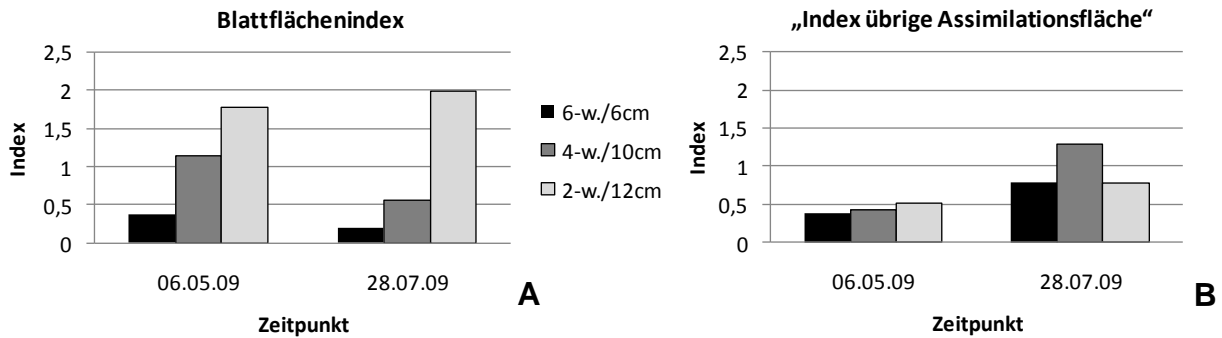 Blattflächenindex
2,5
2
1,5
1
0,5
0
Index
06.05.09
28.07.09
Zeitpunkt
A
6-w./6cm
4-w./10cm
2-w./12cm
„Index übrige Assimilationsfläche“
2,5
2
1,5
1
0,5
0
Index
06.05.09
28.07.09
Zeitpunkt
B